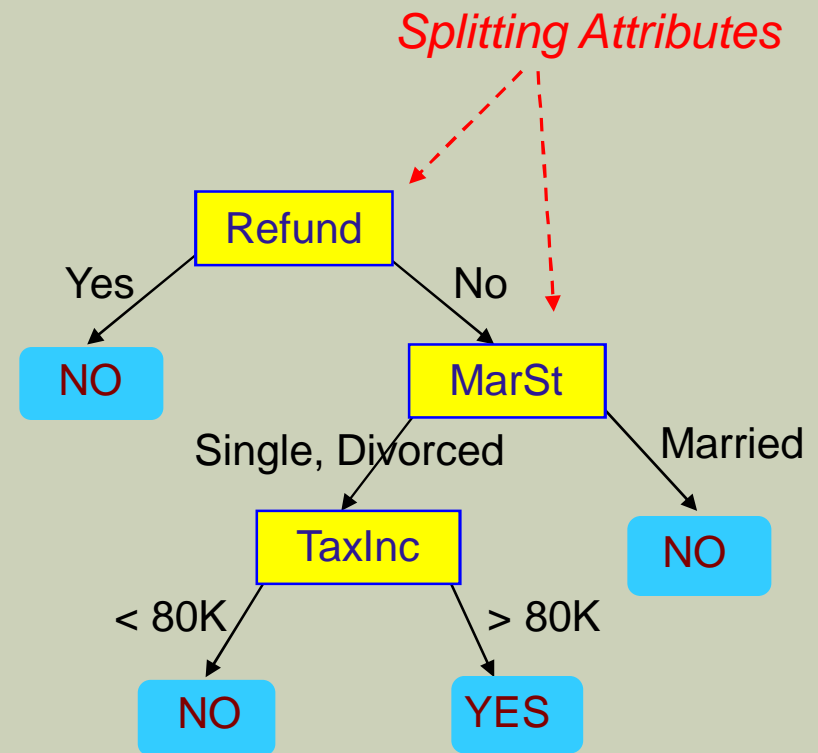 Splitting Attributes
Refund
Yes
No
NO
MarSt
Single, Divorced
Married
TaxInc
NO
< 80K
> 80K
NO
YES